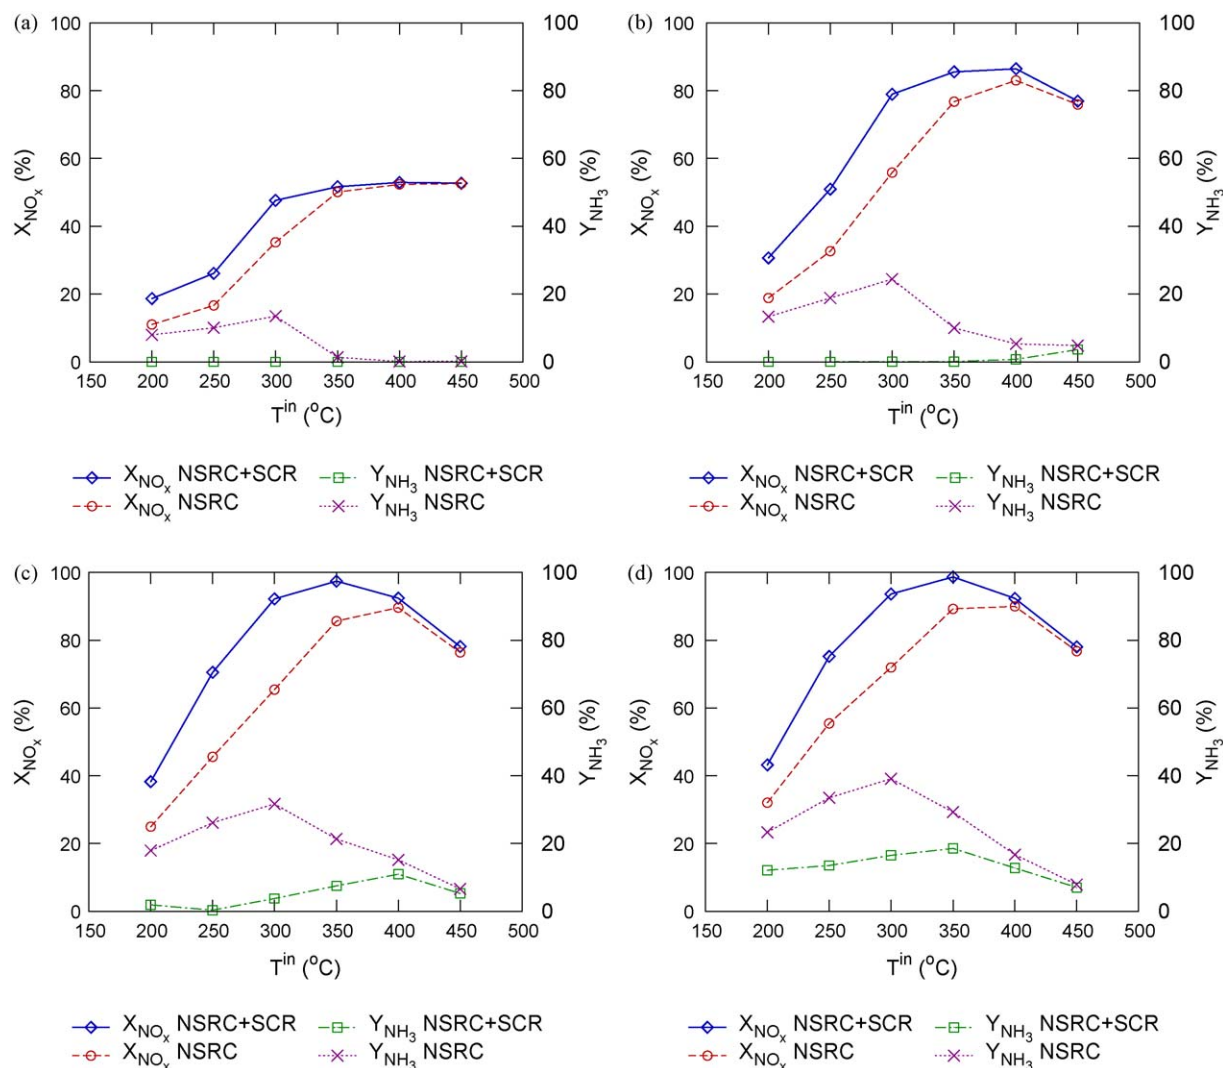 (a)
100
80
60
40
20
0
X_NOx (%)
100
80
60
40
20
0
Y_NH3 (%)
150 200 250 300 350 400 450 500
T^in (°C)
X_NOx NSRC+SCR Y_NH3 NSRC+SCR
X_NOx NSRC Y_NH3 NSRC
(b)
100
80
60
40
20
0
X_NOx (%)
100
80
60
40
20
0
Y_NH3 (%)
150 200 250 300 350 400 450 500
T^in (°C)
X_NOx NSRC+SCR Y_NH3 NSRC+SCR
X_NOx NSRC Y_NH3 NSRC
(c)
100
80
60
40
20
0
X_NOx (%)
100
80
60
40
20
0
Y_NH3 (%)
150 200 250 300 350 400 450 500
T^in (°C)
X_NOx NSRC+SCR Y_NH3 NSRC+SCR
X_NOx NSRC Y_NH3 NSRC
(d)
100
80
60
40
20
0
X_NOx (%)
100
80
60
40
20
0
Y_NH3 (%)
150 200 250 300 350 400 450 500
T^in (°C)
X_NOx NSRC+SCR Y_NH3 NSRC+SCR
X_NOx NSRC Y_NH3 NSRC